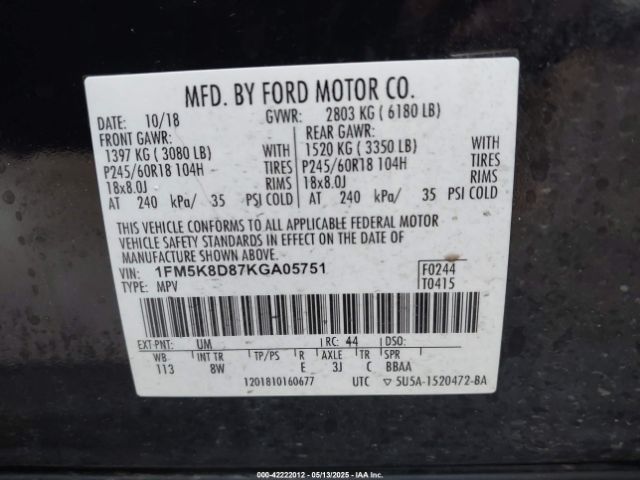 MFD. BY FORD MOTOR CO.
DATE: 10/18 GVWR: 2803 KG ( 6180 LB)
FRONT GAWR: REAR GAWR:
1397 KG ( 3080 LB) WITH 1520 KG ( 3350 LB) WITH
P245/60R18 104H TIRES P245/60R18 104H TIRES
18x8.0J RIMS 18x8.0J RIMS
AT 240 kPa/ 35 PSI COLD AT 240 kPa/ 35 PSI COLD
THIS VEHICLE CONFORMS TO ALL APPLICABLE FEDERAL MOTOR
VEHICLE SAFETY STANDARDS IN EFFECT ON THE DATE OF
MANUFACTURE SHOWN ABOVE.
VIN: 1FM5K8D87KGA05751 F0244
TYPE: MPV T0415
EXT PNT: UM RC: 44 DSO:
WB INT TR TP/PS R AXLE TR SPR
113 8W E 3J C BBAA
1201810160677 UTC ▽ 5U5A-1520472-BA
000-42222012 - 05/13/2025 - IAA Inc.